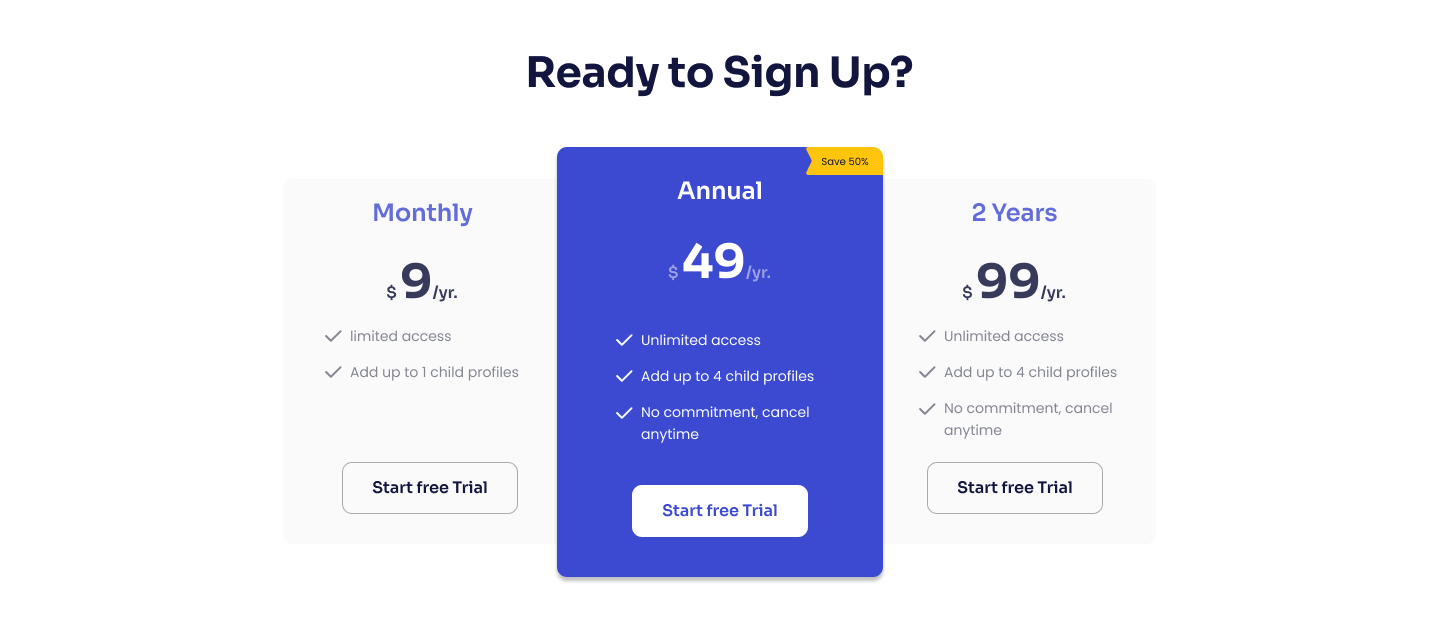 Ready to Sign Up?
Monthly
$ 9/yr.
limited access
Add up to 1 child profiles
Start free Trial
Save 50%
Annual
$ 49/yr.
Unlimited access
Add up to 4 child profiles
No commitment, cancel
anytime
Start free Trial
2 Years
$ 99/yr.
Unlimited access
Add up to 4 child profiles
No commitment, cancel
anytime
Start free Trial